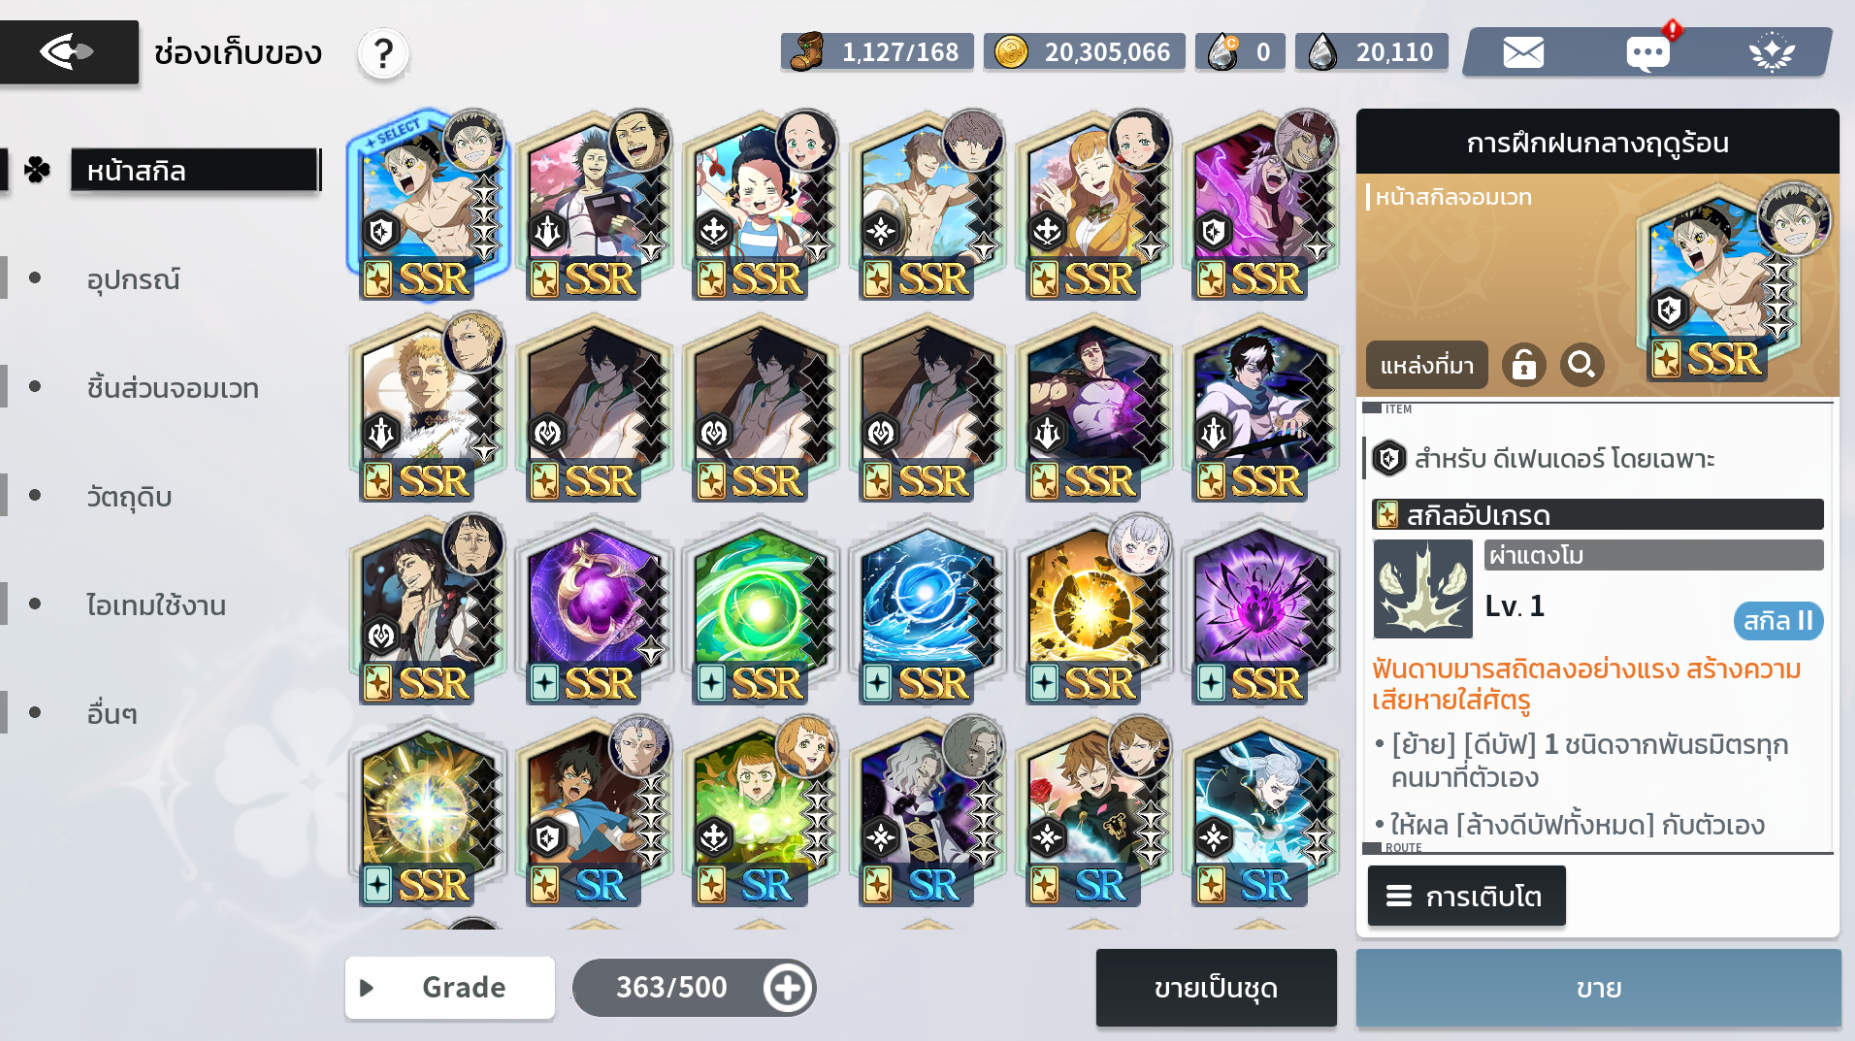 ช่องเก็บของ
?
1,127/168
20,305,066
0
20,110
หน้าสกิล
อุปกรณ์
ชิ้นส่วนจอมเวท
วัตถุดิบ
ไอเทมใช้งาน
อื่นๆ
SELECT
SSR SSR SSR SSR SSR SSR
SSR SSR SSR SSR SSR SSR
SSR SSR SSR SSR SSR SSR
SSR SR SR SR SR SR
Grade
363/500
ขายเป็นชุด
การฝึกฝนกลางฤดูร้อน
หน้าสกิลจอมเวท
SSR
แหล่งที่มา
ITEM
สำหรับ ดีเฟนเดอร์ โดยเฉพาะ
สกิลอัปเกรด
ผ่าแตงโม
Lv. 1
สกิล II
ฟันดาบมารสถิตลงอย่างแรง สร้างความ
เสียหายใส่ศัตรู
• [ย้าย] [ดีบัฟ] 1 ชนิดจากพันธมิตรทุก
คนมาที่ตัวเอง
• ให้ผล [ล้างดีบัฟทั้งหมด] กับตัวเอง
ROUTE
การเติบโต
ขาย